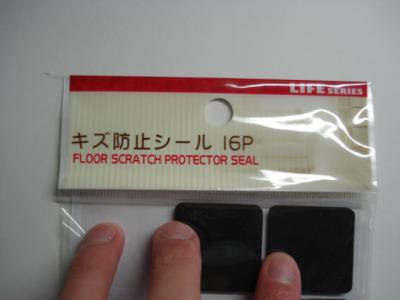 LIFE SERIES
キズ防止シール 16P
FLOOR SCRATCH PROTECTOR SEAL